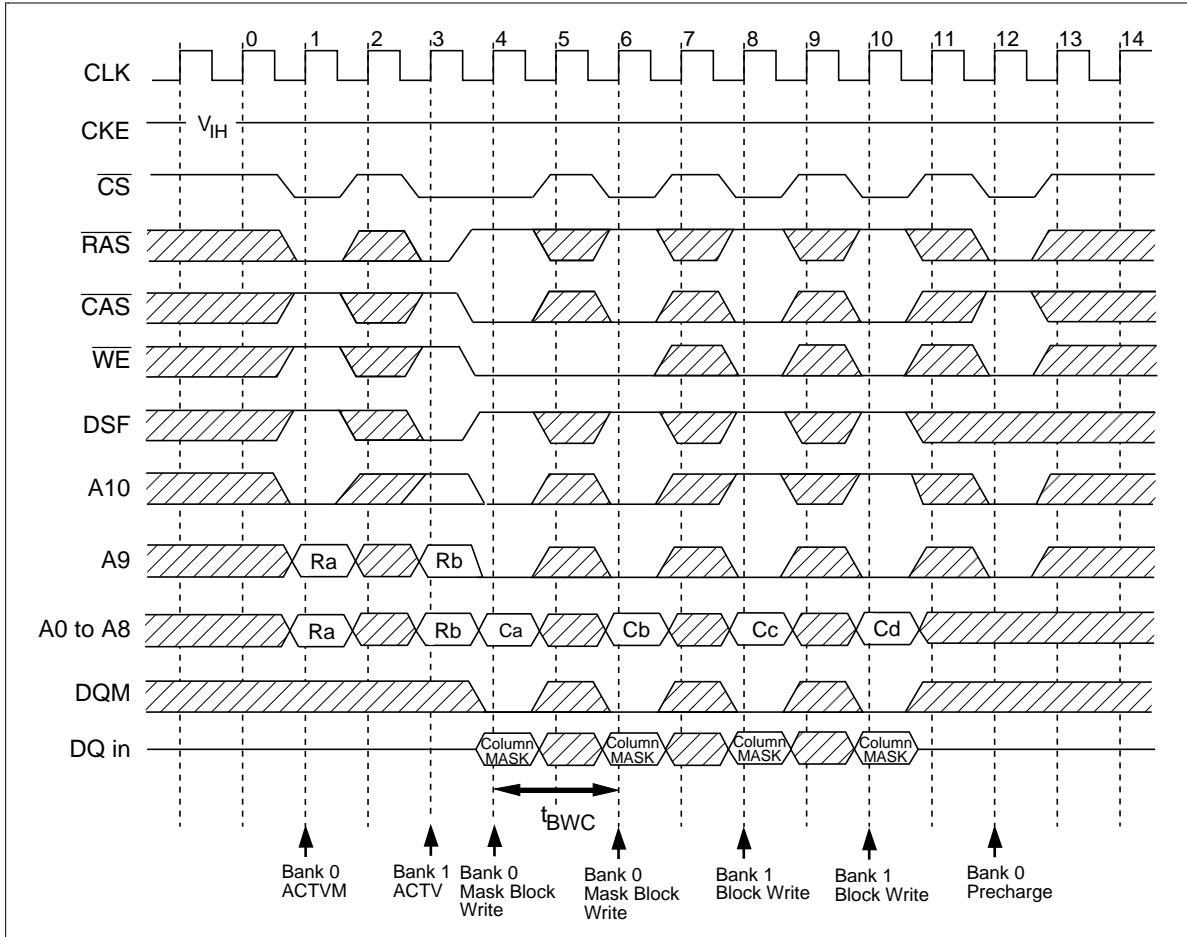 0 1 2 3 4 5 6 7 8 9 10 11 12 13 14
CLK
CKE VIH
CS
RAS
CAS
WE
DSF
A10
A9 Ra Rb
A0 to A8 Ra Rb Ca Cb Cc Cd
DQM
DQ in Column MASK Column MASK Column MASK Column MASK
tBWC
Bank 0
ACTVM
Bank 1
ACTV
Bank 0
Mask Block
Write
Bank 0
Mask Block
Write
Bank 1
Block Write
Bank 1
Block Write
Bank 0
Precharge